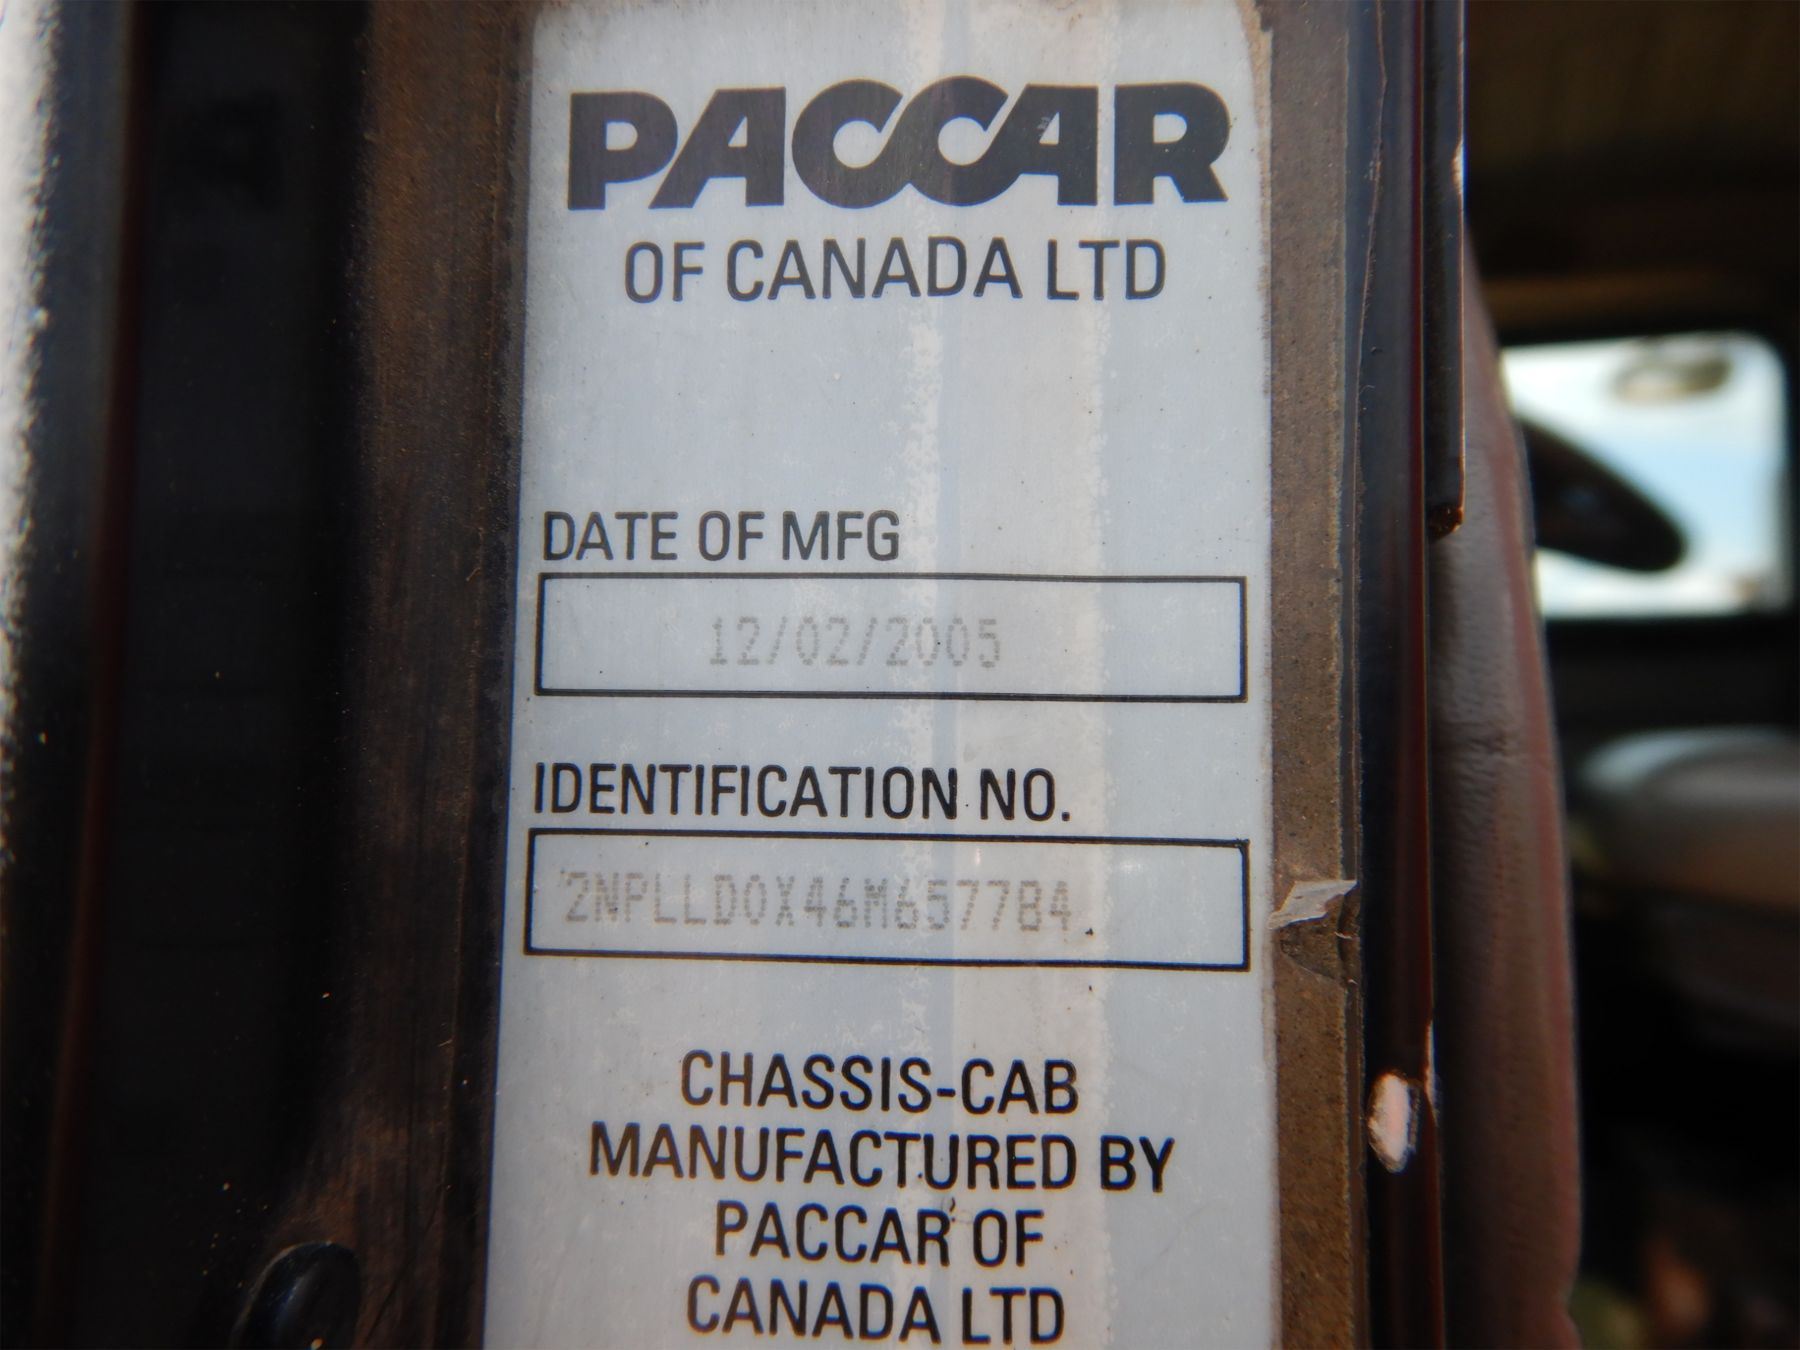 PACCAR
OF CANADA LTD
DATE OF MFG
12/02/2005
IDENTIFICATION NO.
2NPLLD0X46M657784
CHASSIS-CAB
MANUFACTURED BY
PACCAR OF
CANADA LTD